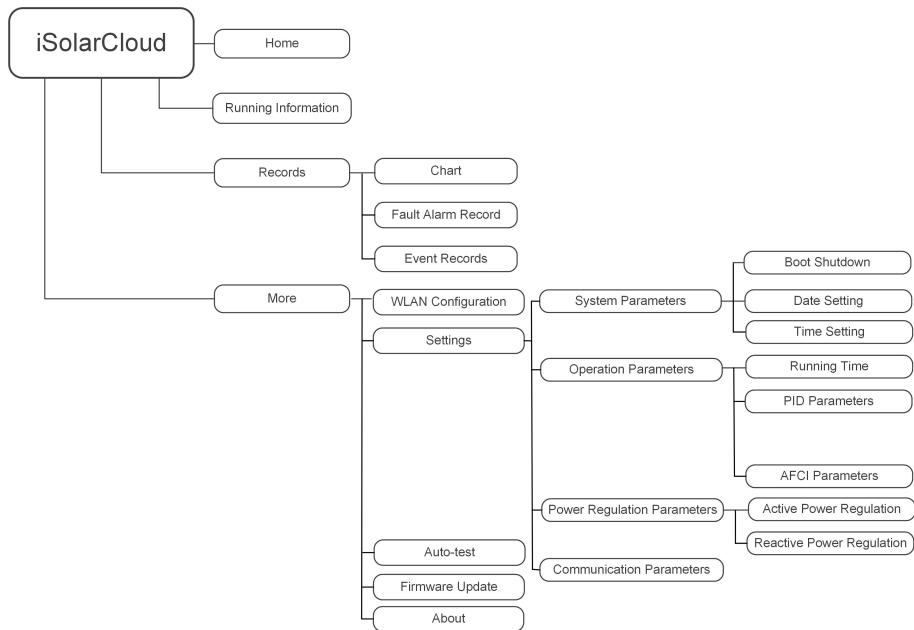 iSolarCloud
Home
Running Information
Records
Chart
Fault Alarm Record
Event Records
More
WLAN Configuration
Settings
System Parameters
Boot Shutdown
Date Setting
Time Setting
Operation Parameters
Running Time
PID Parameters
AFCI Parameters
Power Regulation Parameters
Active Power Regulation
Reactive Power Regulation
Communication Parameters
Auto-test
Firmware Update
About